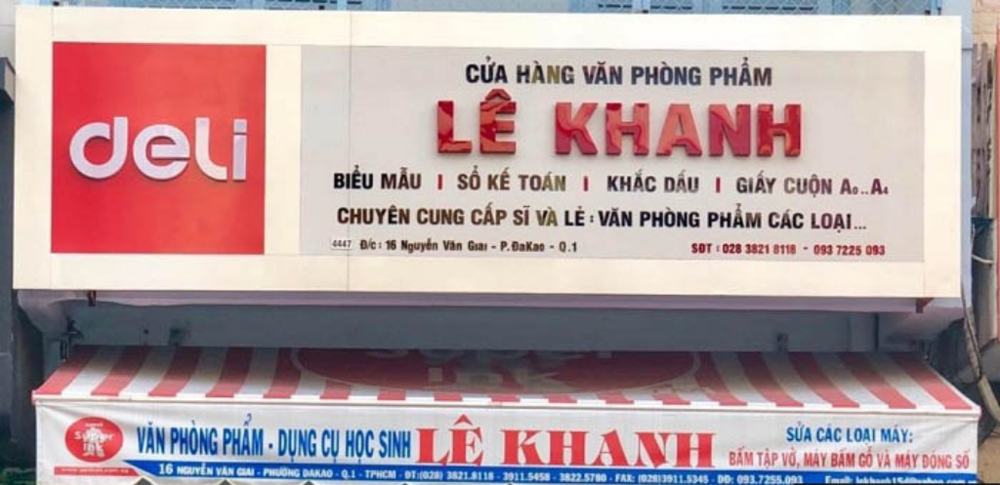 deli
CỬA HÀNG VĂN PHÒNG PHẨM
LÊ KHANH
BIỂU MẪU | SỔ KẾ TOÁN | KHẮC DẤU | GIẤY CUỘN A0..A4
CHUYÊN CUNG CẤP SĨ VÀ LẺ : VĂN PHÒNG PHẨM CÁC LOẠI...
4447 Đ/c : 16 Nguyễn Văn Giai - P.ĐaKao - Q.1 SĐT : 028 3821 8118 - 093 7225 093
Super
VĂN PHÒNG PHẨM - DỤNG CỤ HỌC SINH LÊ KHANH
SỬA CÁC LOẠI MÁY:
BẤM TẬP VỞ, MÁY BẤM GỖ VÀ MÁY ĐÓNG SỐ
16 NGUYỄN VĂN GIAI - PHƯỜNG ĐAKAO - Q.1 - TPHCM - ĐT:(028) 3821.8118 - 3911.5458 - 3822.5780 - FAX: (028)3911.5345 - DĐ: 093.7255.093 Email: